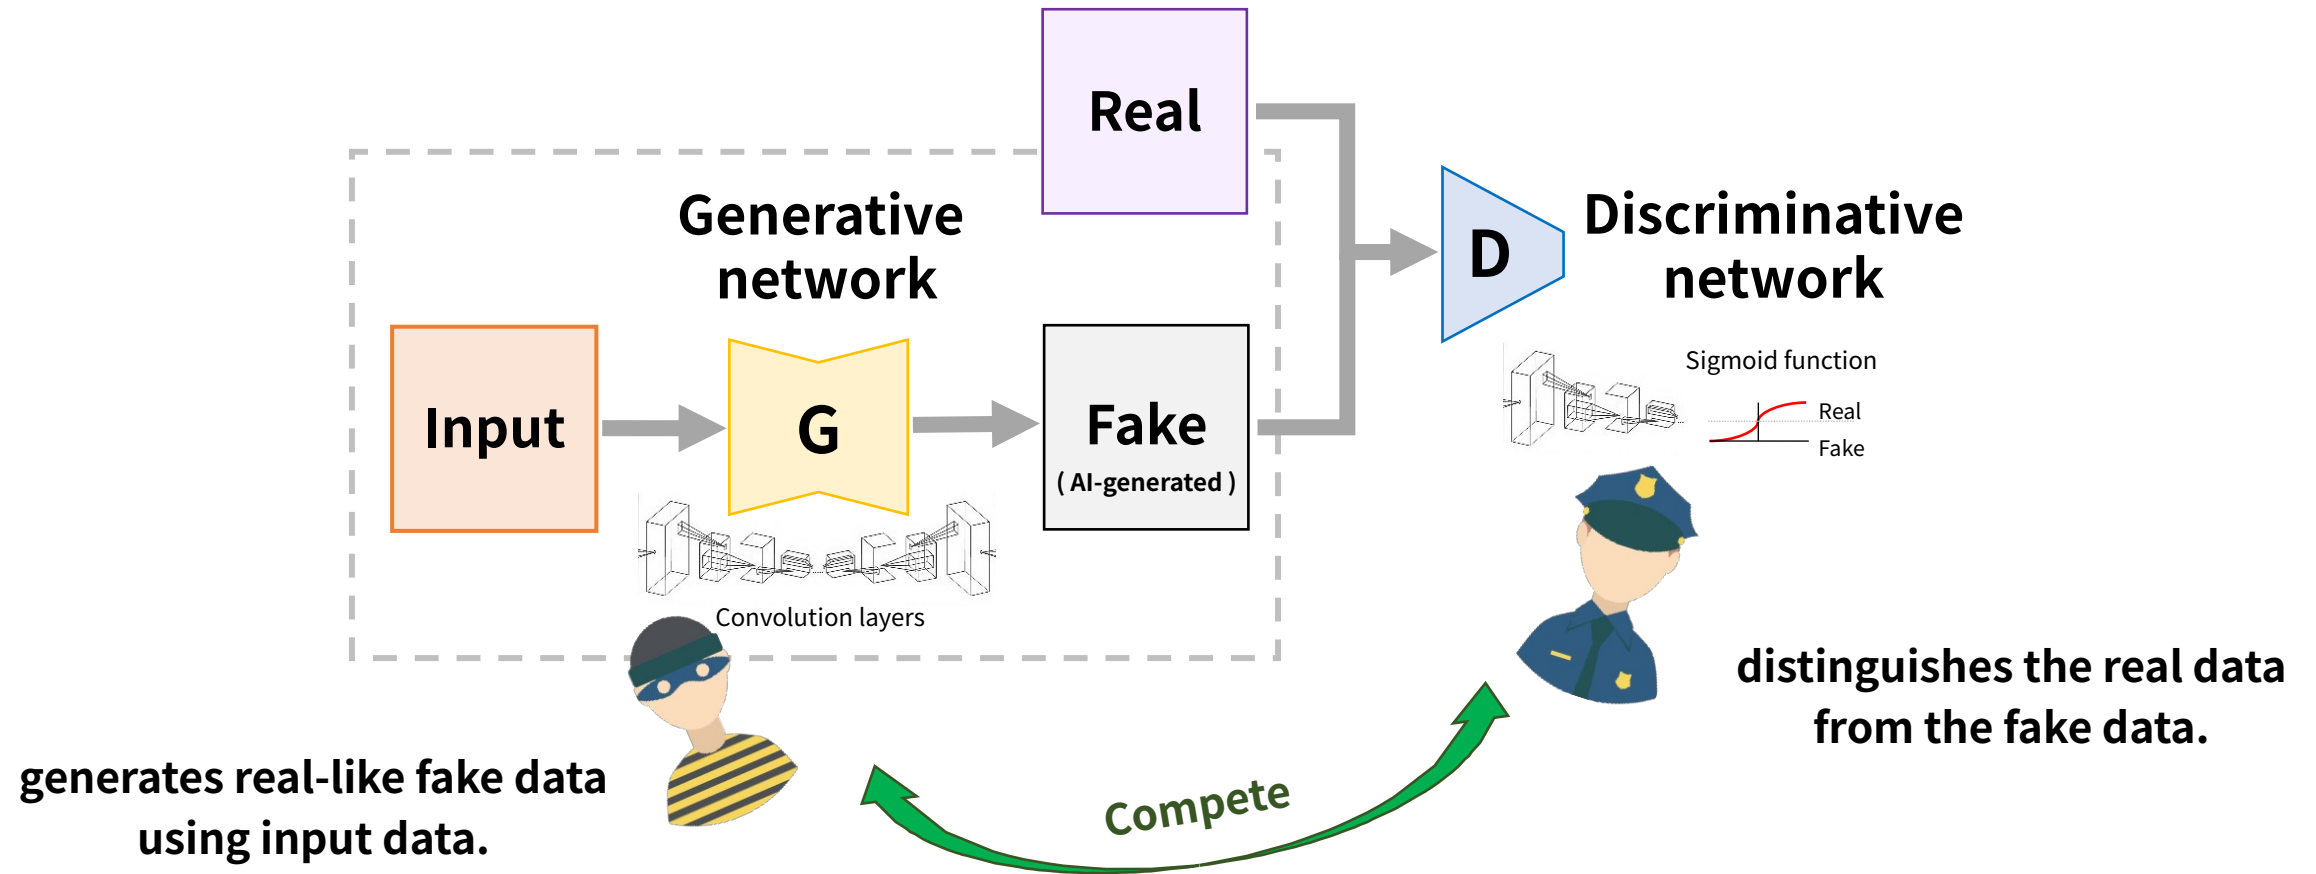 Real
Generative
network
Discriminative
network
D
Input
G
Fake
( AI-generated )
Sigmoid function
Real
Fake
Convolution layers
distinguishes the real data
from the fake data.
generates real-like fake data
using input data.
Compete